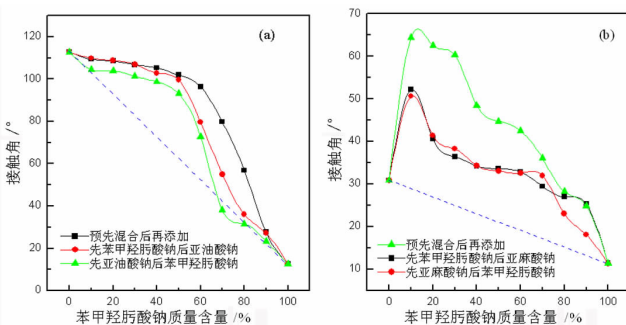 (a)
120
100
80
60
40
20
0
接触角 /°
预先混合后再添加
先苯甲羟肟酸钠后亚油酸钠
先亚油酸钠后苯甲羟肟酸钠
0 20 40 60 80 100
苯甲羟肟酸钠质量含量 /%
(b)
70
60
50
40
30
20
10
接触角 /°
预先混合后再添加
先苯甲羟肟酸钠后亚麻酸钠
先亚麻酸钠后苯甲羟肟酸钠
0 20 40 60 80 100
苯甲羟肟酸钠质量含量 /%